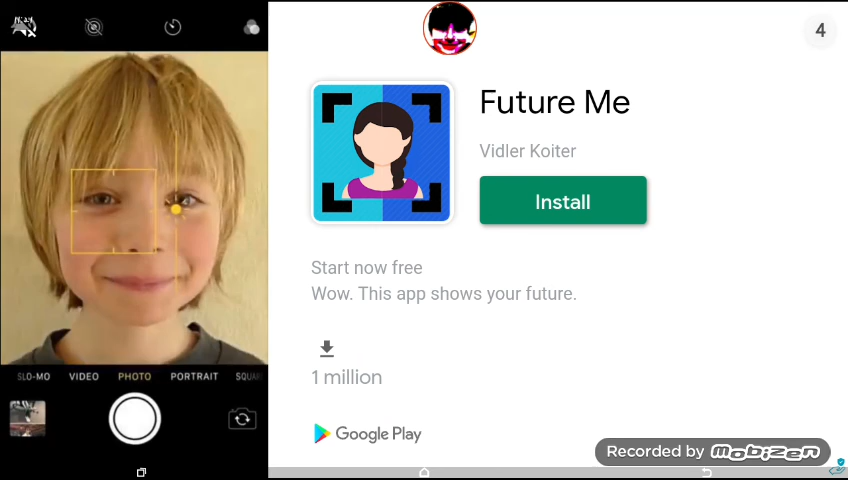 4
Future Me
Vidler Koiter
Install
Start now free
Wow. This app shows your future.
1 million
Google Play
SLO-MO VIDEO PHOTO PORTRAIT SQUAR
Recorded by Mobizen